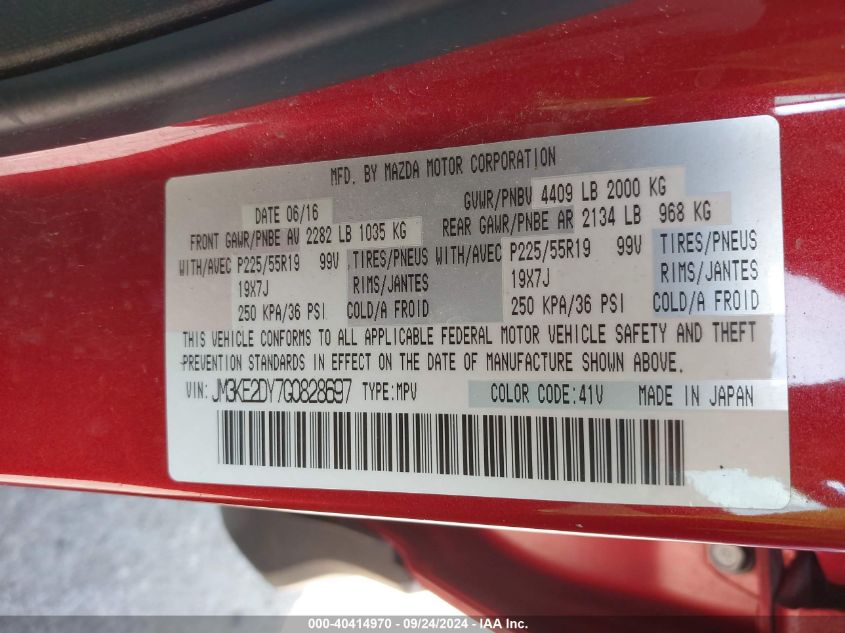 MFD. BY MAZDA MOTOR CORPORATION
DATE 06/16 GVWR/PNBV 4409 LB 2000 KG
FRONT GAWR/PNBE AV 2282 LB 1035 KG REAR GAWR/PNBE AR 2134 LB 968 KG
WITH/AVEC P225/55R19 99V TIRES/PNEUS WITH/AVEC P225/55R19 99V TIRES/PNEUS
19X7J RIMS/JANTES 19X7J RIMS/JANTES
250 KPA/36 PSI COLD/A FROID 250 KPA/36 PSI COLD/A FROID
THIS VEHICLE CONFORMS TO ALL APPLICABLE FEDERAL MOTOR VEHICLE SAFETY AND THEFT
PREVENTION STANDARDS IN EFFECT ON THE DATE OF MANUFACTURE SHOWN ABOVE.
VIN: JM3KE2DY7G0828697 TYPE:MPV COLOR CODE:41V MADE IN JAPAN
000-40414970 - 09/24/2024 - IAA Inc.